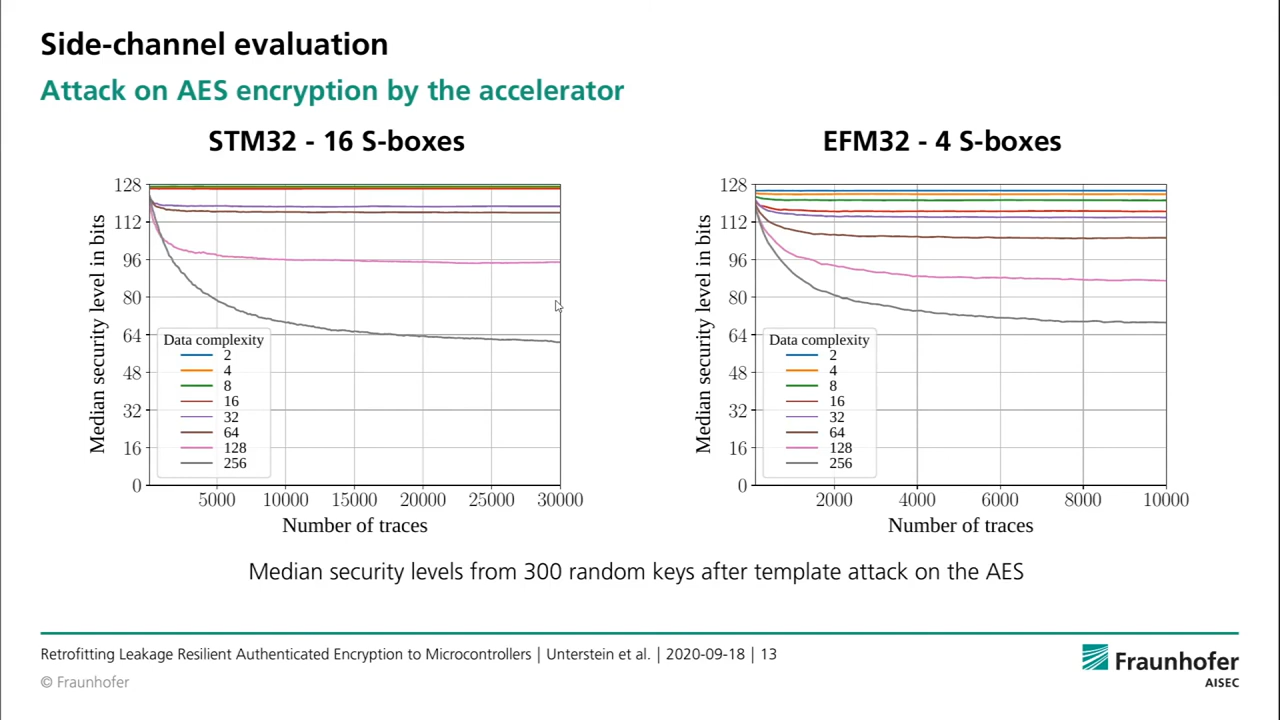 Side-channel evaluation
Attack on AES encryption by the accelerator
STM32 - 16 S-boxes
Median security level in bits
128
112
96
80
64
48
32
16
0
Data complexity
2
4
8
16
32
64
128
256
5000 10000 15000 20000 25000 30000
Number of traces
EFM32 - 4 S-boxes
Median security level in bits
128
112
96
80
64
48
32
16
0
Data complexity
2
4
8
16
32
64
128
256
2000 4000 6000 8000 10000
Number of traces
Median security levels from 300 random keys after template attack on the AES
Retrofitting Leakage Resilient Authenticated Encryption to Microcontrollers | Unterstein et al. | 2020-09-18 | 13
© Fraunhofer
Fraunhofer
AISEC